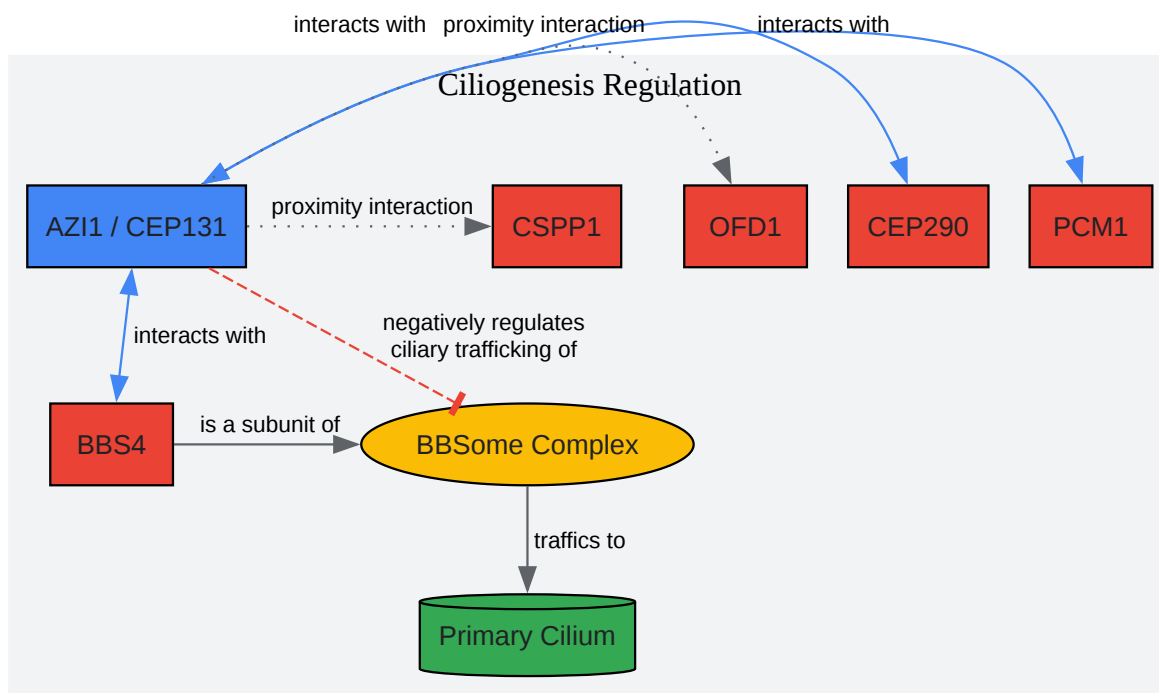 interacts with
proximity interaction
interacts with
Ciliogenesis Regulation
AZI1 / CEP131
proximity interaction
CSPP1
OFD1
CEP290
PCM1
interacts with
negatively regulates
ciliary trafficking of
BBS4
is a subunit of
BBSome Complex
traffics to
Primary Cilium